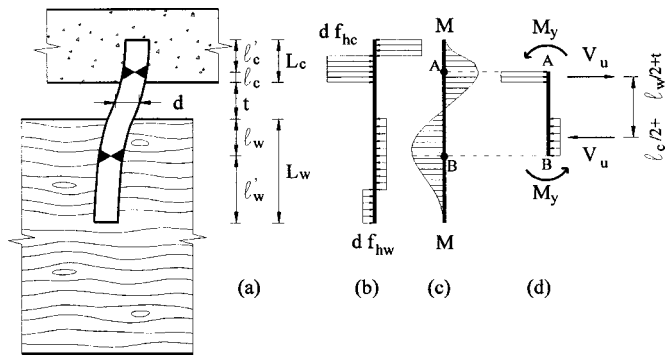 ℓ'c
ℓc
t
ℓw
ℓ'w
Lc
Lw
d
(a)
d fhc
d fhw
(b)
M
A
B
M
(c)
My
A
Vu
B
Vu
My
(d)
ℓc/2+ ℓw/2+t